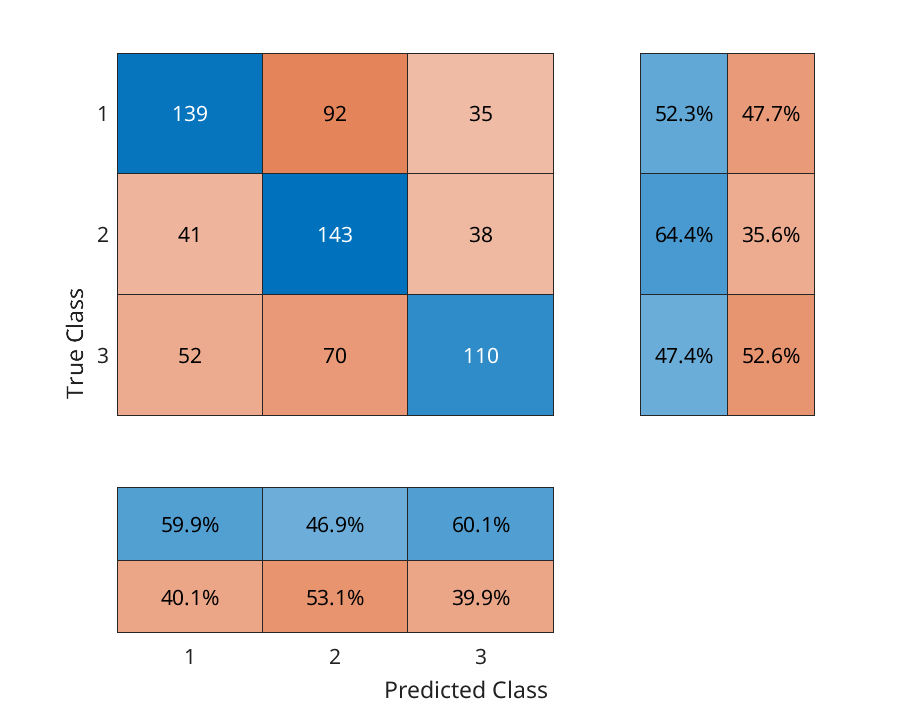 1 139 92 35 52.3% 47.7%
2 41 143 38 64.4% 35.6%
3 52 70 110 47.4% 52.6%
True Class
59.9% 46.9% 60.1%
40.1% 53.1% 39.9%
1 2 3
Predicted Class